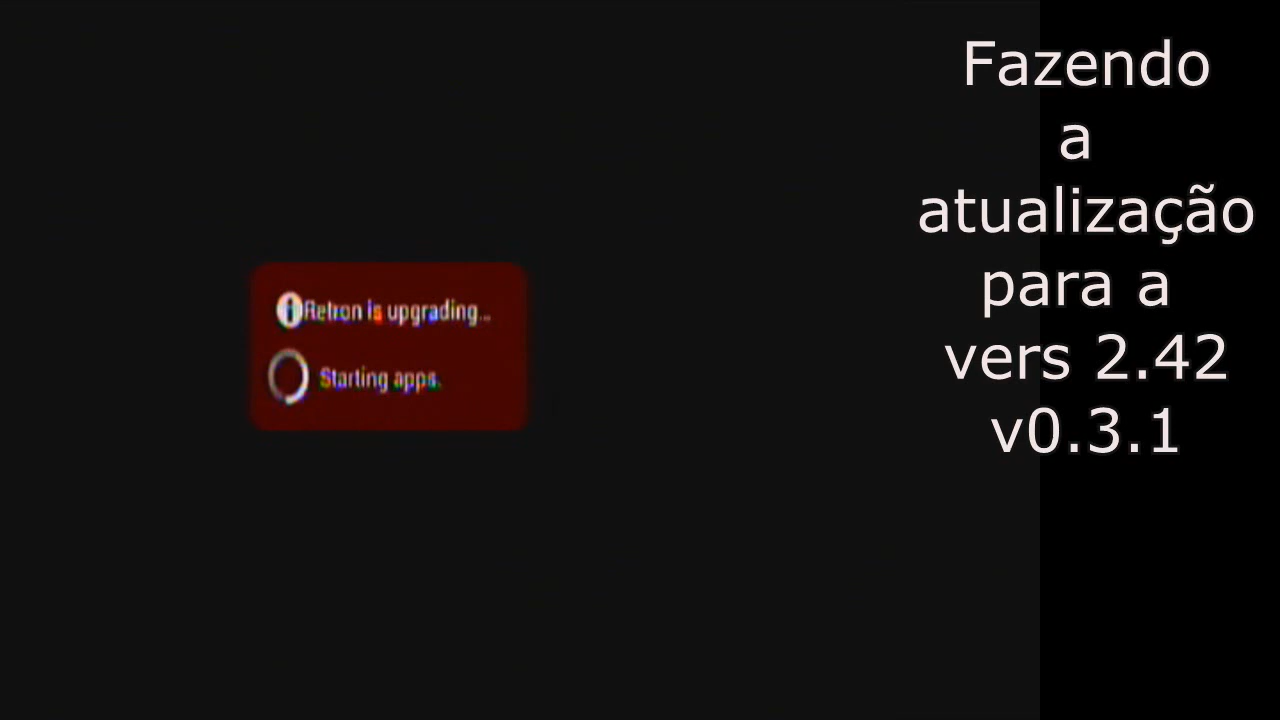 Retron is upgrading...
Starting apps.
Fazendo
a
atualização
para a
vers 2.42
v0.3.1